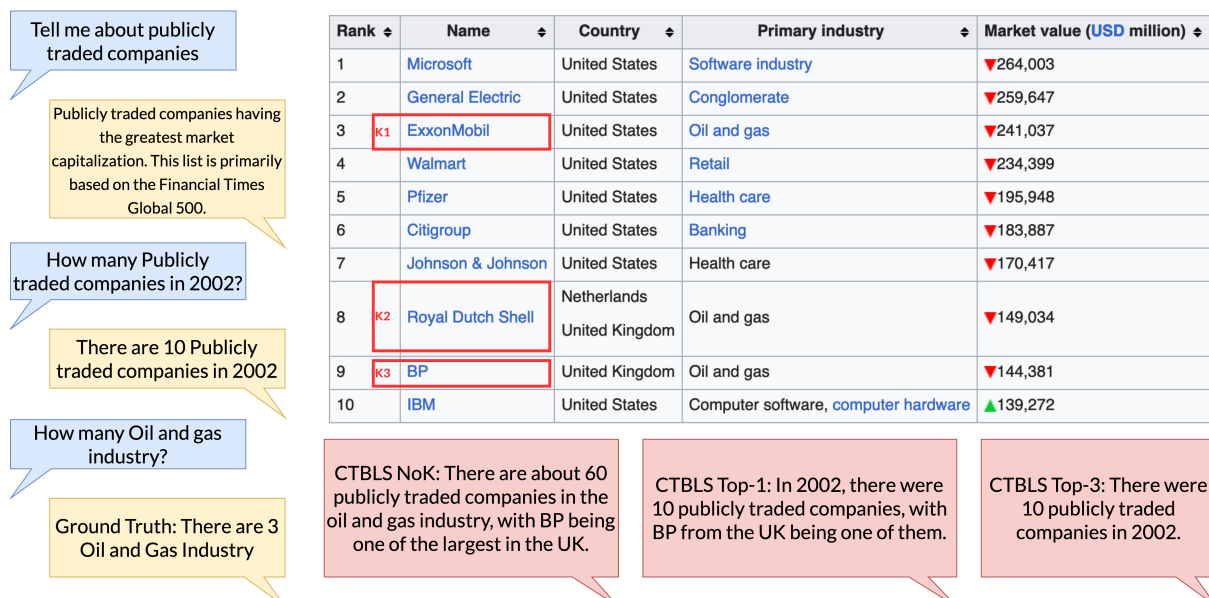 Tell me about publicly
traded companies
Publicly traded companies having
the greatest market
capitalization. This list is primarily
based on the Financial Times
Global 500.
How many Publicly
traded companies in 2002?
There are 10 Publicly
traded companies in 2002
How many Oil and gas
industry?
Ground Truth: There are 3
Oil and Gas Industry
Rank Name Country Primary industry Market value (USD million)
1 Microsoft United States Software industry ▼264,003
2 General Electric United States Conglomerate ▼259,647
3 K1 ExxonMobil United States Oil and gas ▼241,037
4 Walmart United States Retail ▼234,399
5 Pfizer United States Health care ▼195,948
6 Citigroup United States Banking ▼183,887
7 Johnson & Johnson United States Health care ▼170,417
8 K2 Royal Dutch Shell Netherlands
United Kingdom Oil and gas ▼149,034
9 K3 BP United Kingdom Oil and gas ▼144,381
10 IBM United States Computer software, computer hardware ▲139,272
CTBLS NoK: There are about 60
publicly traded companies in the
oil and gas industry, with BP being
one of the largest in the UK.
CTBLS Top-1: In 2002, there were
10 publicly traded companies, with
BP from the UK being one of them.
CTBLS Top-3: There were
10 publicly traded
companies in 2002.